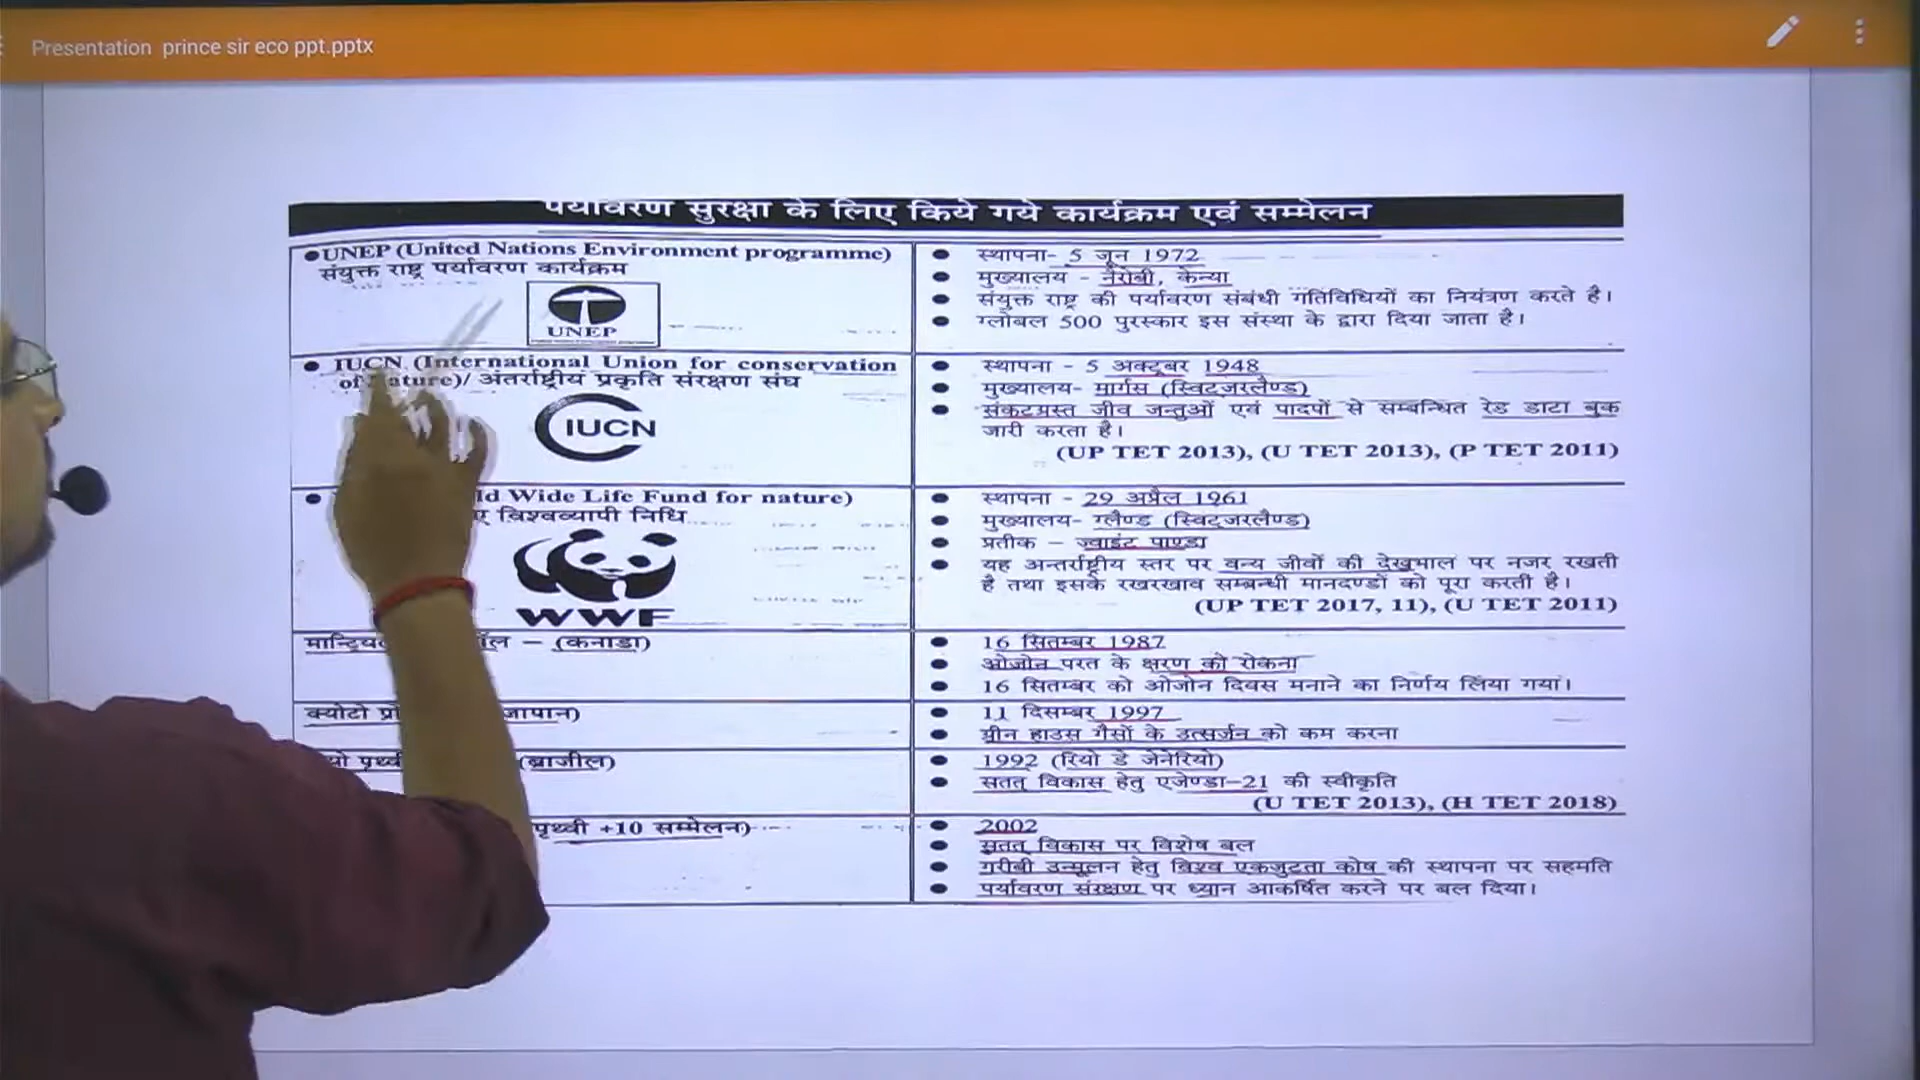 Presentation prince sir eco ppt.pptx
पर्यावरण सुरक्षा के लिए किये गये कार्यक्रम एवं सम्मेलन
●UNEP (United Nations Environment programme)
संयुक्त राष्ट्र पर्यावरण कार्यक्रम
UNEP
● स्थापना- 5 जून 1972
● मुख्यालय - नैरोबी, केन्या
● संयुक्त राष्ट्र की पर्यावरण संबंधी गतिविधियों का नियंत्रण करते है।
● ग्लोबल 500 पुरस्कार इस संस्था के द्वारा दिया जाता है।
● IUCN (International Union for conservation
of Nature)/ अंतर्राष्ट्रीय प्रकृति संरक्षण संघ
IUCN
● स्थापना - 5 अक्टूबर 1948
● मुख्यालय- मार्गस (स्विट्जरलैण्ड)
● संकटग्रस्त जीव जन्तुओं एवं पादपों से सम्बन्धित रेड डाटा बुक
जारी करता है।
(UP TET 2013), (U TET 2013), (P TET 2011)
● ld Wide Life Fund for nature)
विश्वव्यापी निधि
WWF
● स्थापना - 29 अप्रैल 1961
● मुख्यालय- ग्लैण्ड (स्विट्जरलैण्ड)
● प्रतीक – ज्वाइंट पाण्डा
● यह अन्तर्राष्ट्रीय स्तर पर वन्य जीवों की देखभाल पर नजर रखती
है तथा इसके रखरखाव सम्बन्धी मानदण्डों को पूरा करती है।
(UP TET 2017, 11), (U TET 2011)
– (कनाडा)
● 16 सितम्बर 1987
● ओजोन परत के क्षरण को रोकना
● 16 सितम्बर को ओजोन दिवस मनाने का निर्णय लिया गया।
क्योटो जापान)
● 11 दिसम्बर 1997
● ग्रीन हाउस गैसों के उत्सर्जन को कम करना
(ब्राजील)
● 1992 (रियो डे जेनेरियो)
● सतत् विकास हेतु एजेण्डा–21 की स्वीकृति
(U TET 2013), (H TET 2018)
पृथ्वी +10 सम्मेलन)
● 2002
● सतत् विकास पर विशेष बल
● गरीबी उन्मूलन हेतु विश्व एकजुटता कोष की स्थापना पर सहमति
● पर्यावरण संरक्षण पर ध्यान आकर्षित करने पर बल दिया।